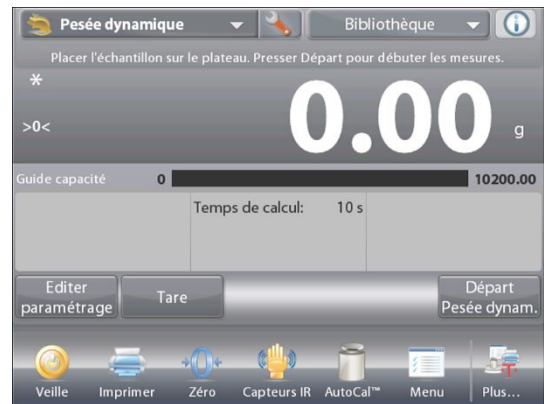 Pesée dynamique Bibliothèque
Placer l'échantillon sur le plateau. Presser Départ pour débuter les mesures.
*
>0<
0.00 g
Guide capacité 0 10200.00
Temps de calcul: 10 s
Editer paramétrage
Tare
Départ Pesée dynam.
Veille Imprimer Zéro Capteurs IR AutoCal™ Menu Plus...